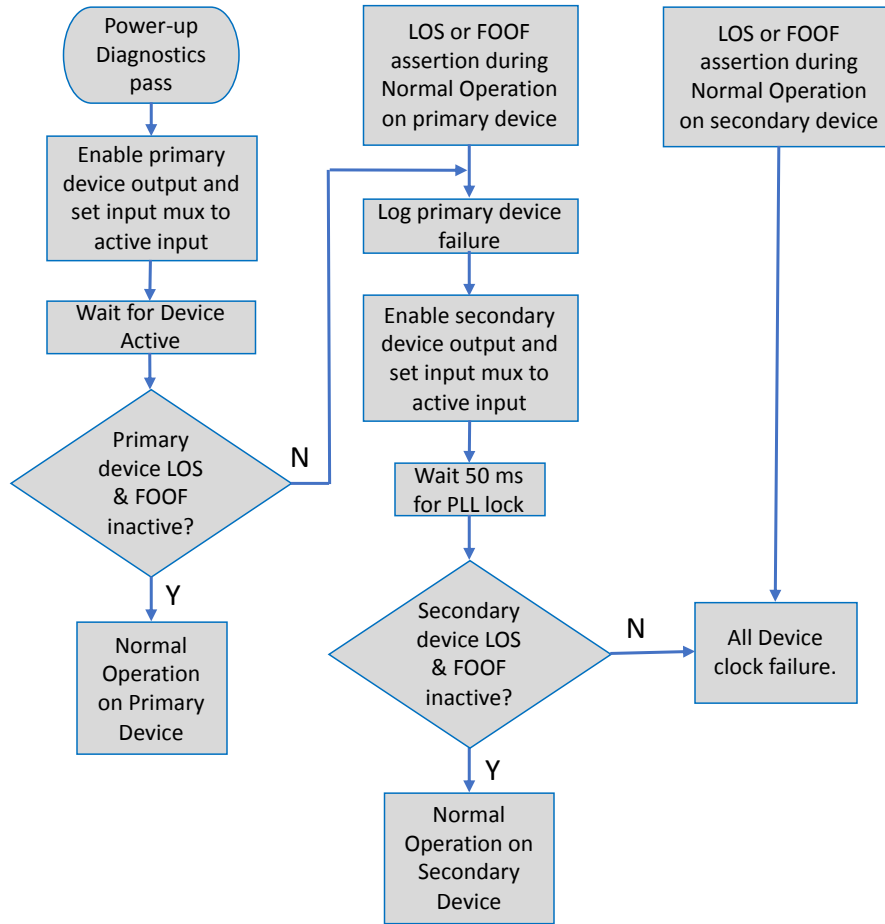 Power-up
Diagnostics
pass
Enable primary
device output and
set input mux to
active input
Wait for Device
Active
Primary
device LOS
& FOOF
inactive?
N
Y
Normal
Operation
on Primary
Device
LOS or FOOF
assertion during
Normal Operation
on primary device
Log primary device
failure
Enable secondary
device output and
set input mux to
active input
Wait 50 ms
for PLL lock
Secondary
device LOS
& FOOF
inactive?
N
Y
Normal
Operation on
Secondary
Device
LOS or FOOF
assertion during
Normal Operation
on secondary device
All Device
clock failure.